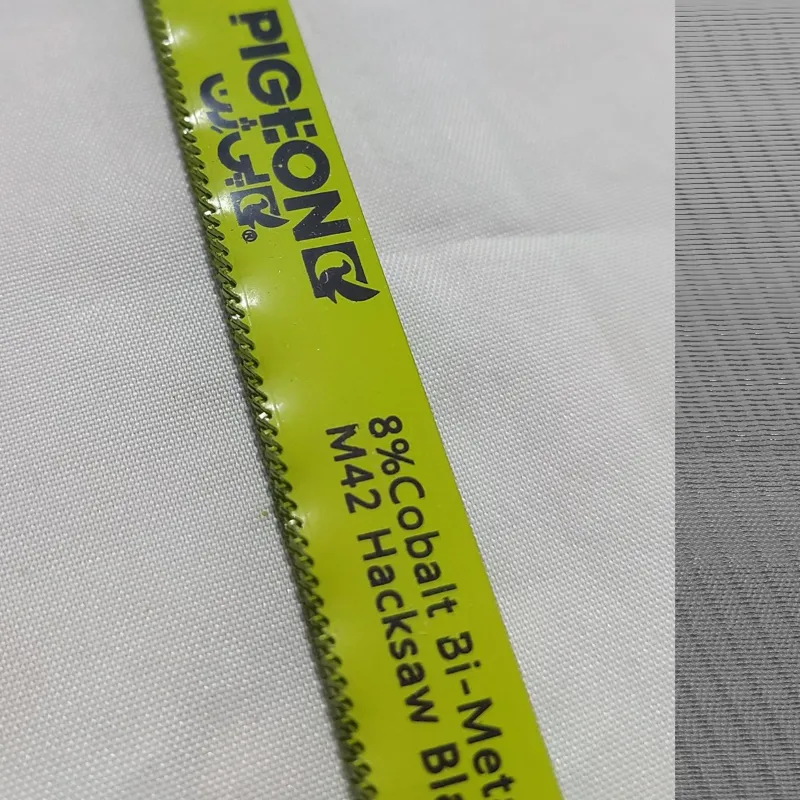 PIGEON
®
8%Cobalt Bi-Met
M42 Hacksaw Bla